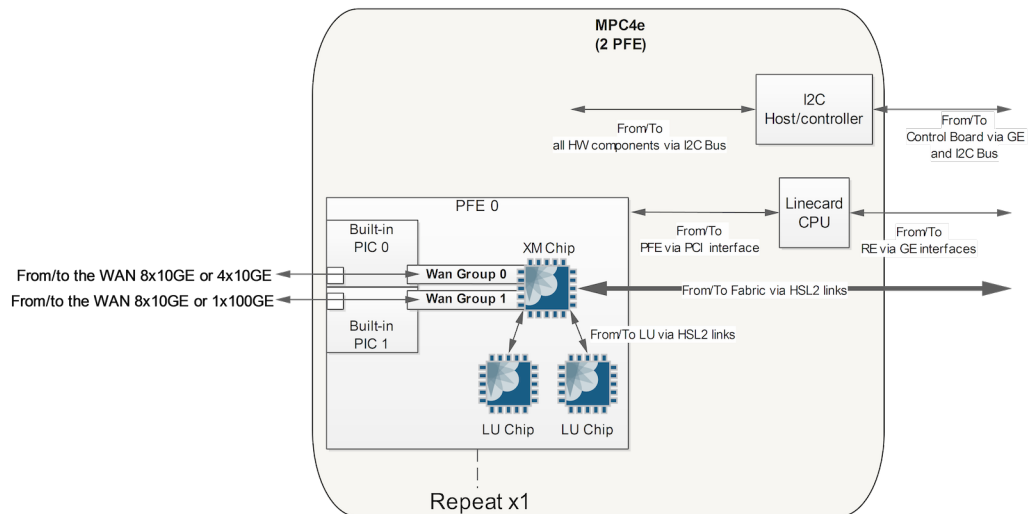 MPC4e
(2 PFE)
I2C
Host/controller
From/To
all HW components via I2C Bus
From/To
Control Board via GE
and I2C Bus
Linecard
CPU
From/To
PFE via PCI interface
From/To
RE via GE interfaces
PFE 0
Built-in
PIC 0
XM Chip
From/to the WAN 8x10GE or 4x10GE
Wan Group 0
From/To Fabric via HSL2 links
From/to the WAN 8x10GE or 1x100GE
Wan Group 1
Built-in
PIC 1
From/To LU via HSL2 links
LU Chip
LU Chip
Repeat x1